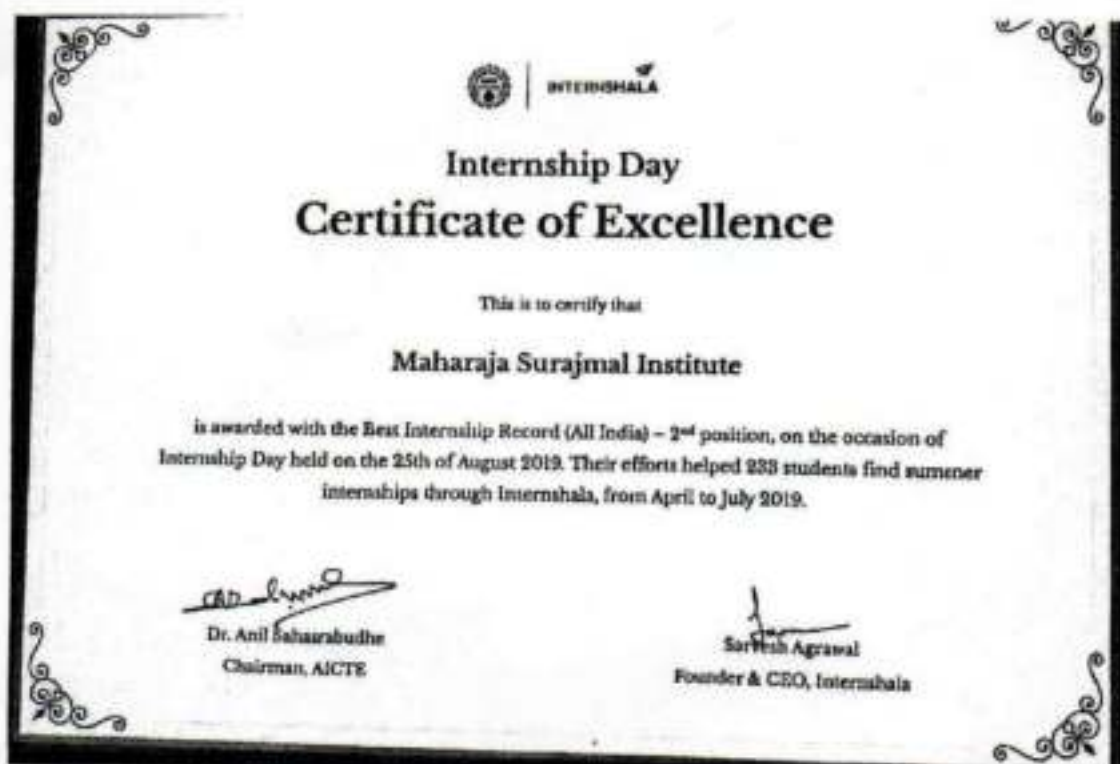 INTERNSHALA
Internship Day
Certificate of Excellence
This is to certify that
Maharaja Surajmal Institute
is awarded with the Best Internship Record (All India) – 2nd position, on the occasion of
Internship Day held on the 25th of August 2019. Their efforts helped 233 students find summer
internships through Internshala, from April to July 2019.
Dr. Anil Sahasrabudhe
Chairman, AICTE
Sarvesh Agrawal
Founder & CEO, Internshala